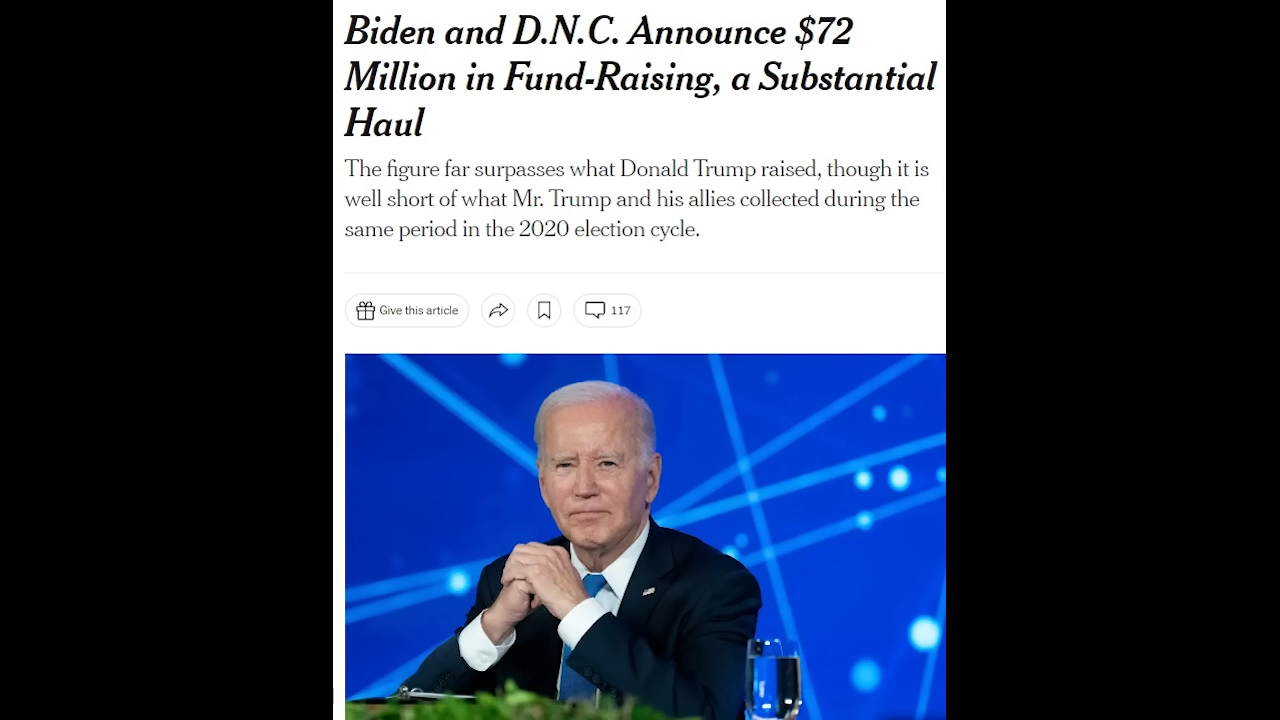 Biden and D.N.C. Announce $72
Million in Fund-Raising, a Substantial
Haul
The figure far surpasses what Donald Trump raised, though it is
well short of what Mr. Trump and his allies collected during the
same period in the 2020 election cycle.
Give this article
117